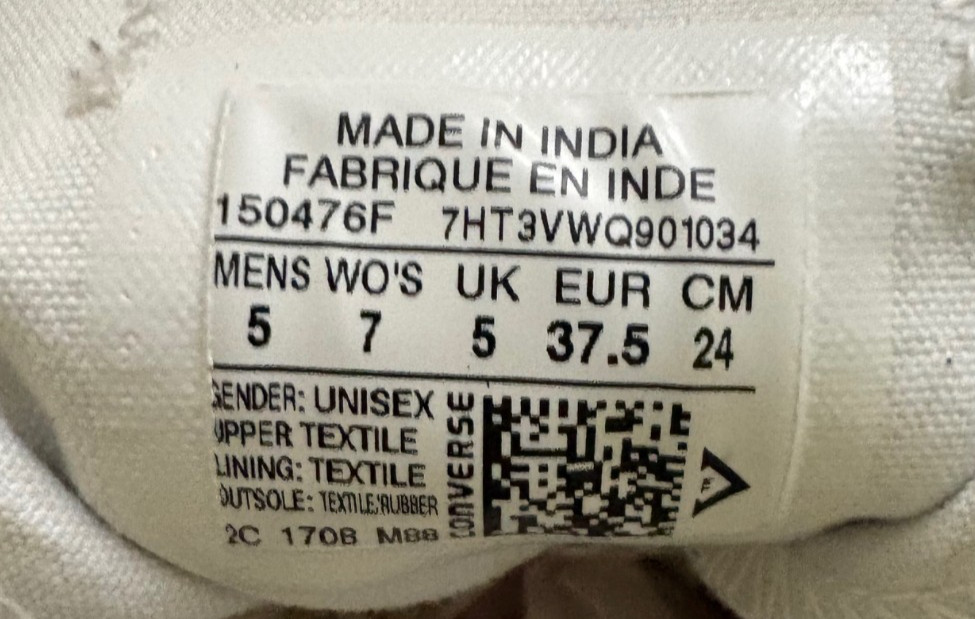 MADE IN INDIA
FABRIQUE EN INDE
150476F 7HT3VWQ901034
MENS WO'S UK EUR CM
5 7 5 37.5 24
GENDER: UNISEX
UPPER TEXTILE
LINING: TEXTILE
OUTSOLE: TEXTILE/RUBBER
2C 170B M88
CONVERSE
F